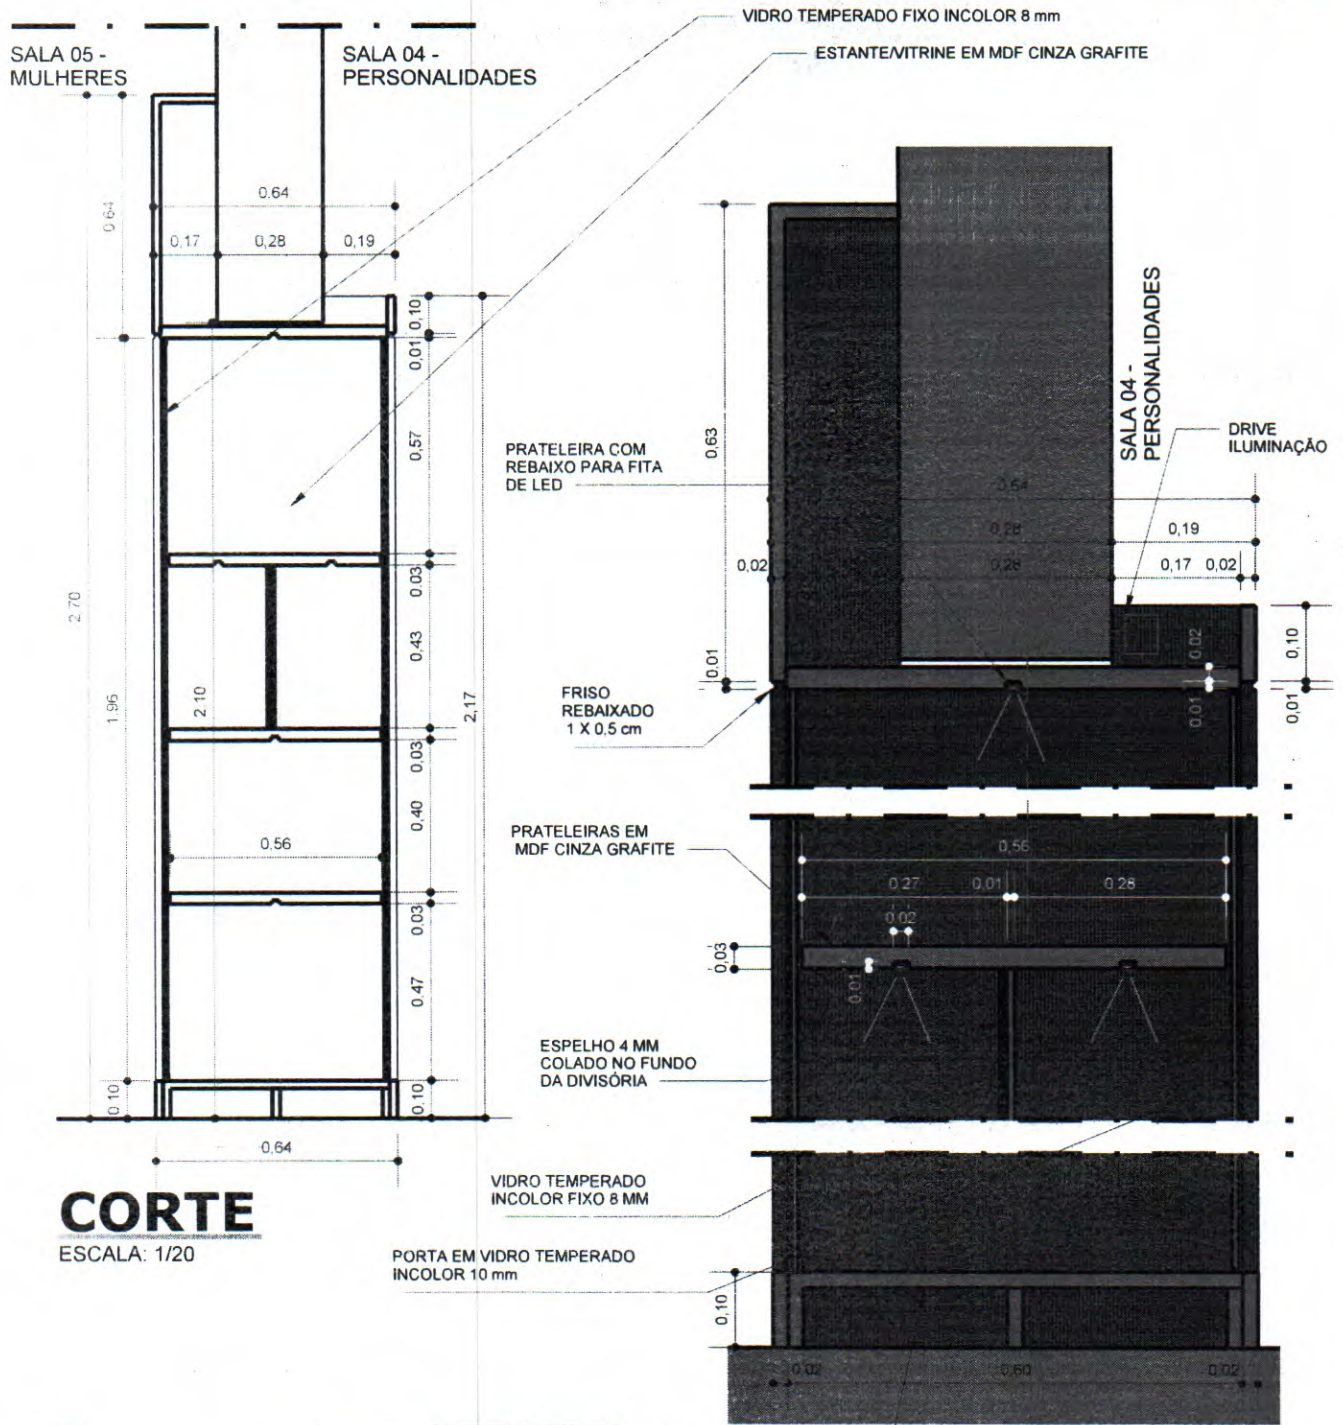 VIDRO TEMPERADO FIXO INCOLOR 8 mm
SALA 05 -
MULHERES
SALA 04 -
PERSONALIDADES
ESTANTE/VITRINE EM MDF CINZA GRAFITE
0.64
0.64
0,17
0,28
0,19
0,10
0,01
0,57
0,03
0,43
2.70
1.96
2.10
2,17
0,03
0,40
0,56
0,03
0,47
0.10
0,10
0,64
CORTE
ESCALA: 1/20
SALA 04 -
PERSONALIDADES
DRIVE
ILUMINAÇÃO
0,63
PRATELEIRA COM
REBAIXO PARA FITA
DE LED
0,64
0,28
0,19
0,02
0,28
0,17
0,02
0,02
0,10
0,01
0,01
0,01
FRISO
REBAIXADO
1 X 0,5 cm
PRATELEIRAS EM
MDF CINZA GRAFITE
0,56
0,27
0,01
0,28
0,02
0,03
0,01
ESPELHO 4 MM
COLADO NO FUNDO
DA DIVISÓRIA
VIDRO TEMPERADO
INCOLOR FIXO 8 MM
PORTA EM VIDRO TEMPERADO
INCOLOR 10 mm
0,10
0,02
0,60
0,02